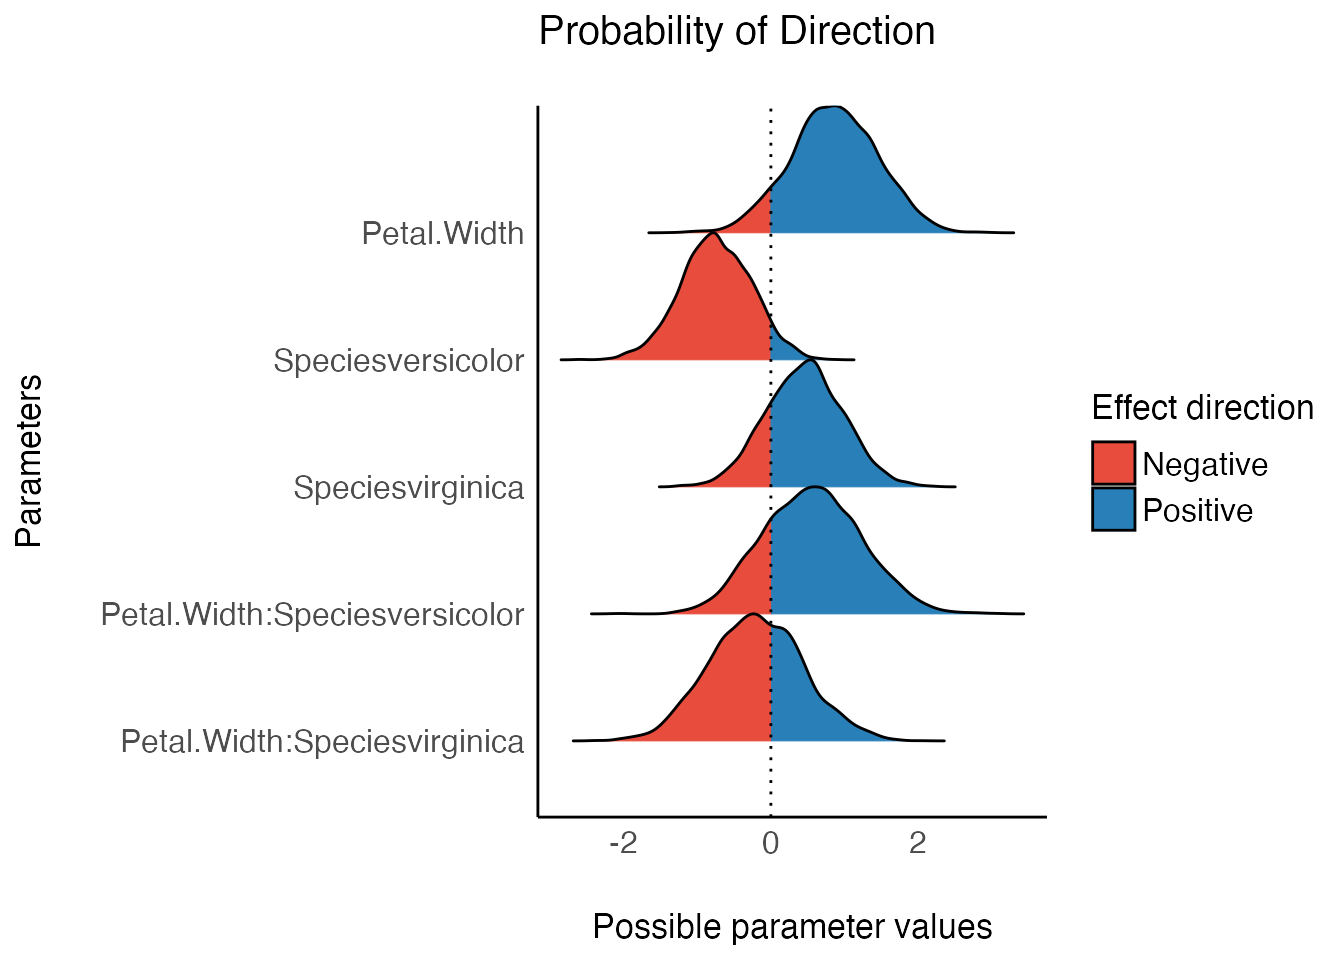 Probability of Direction
Parameters
Petal.Width
Speciesversicolor
Speciesvirginica
Petal.Width:Speciesversicolor
Petal.Width:Speciesvirginica
-2
0
2
Possible parameter values
Effect direction
Negative
Positive